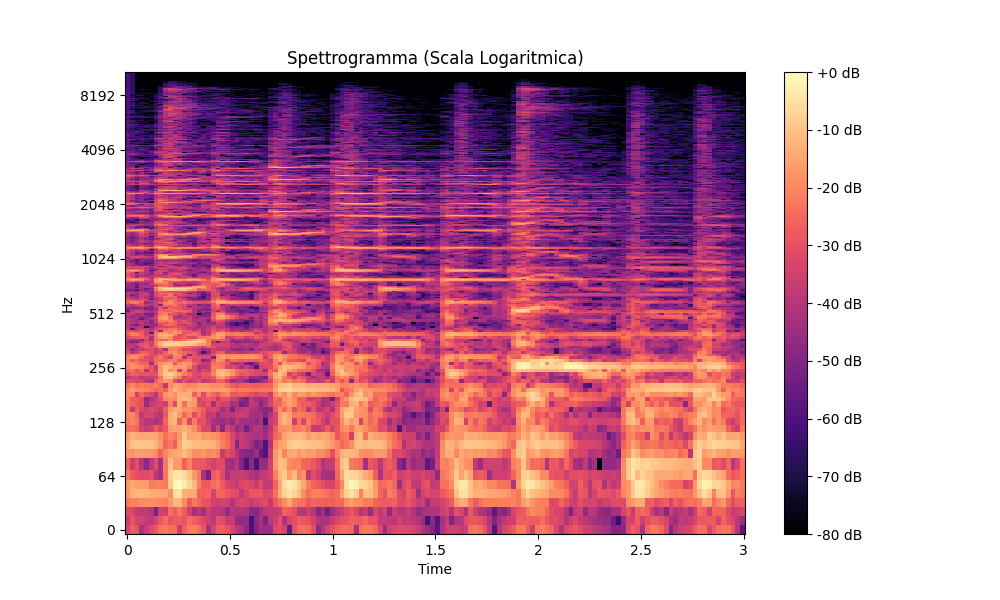 Spettrogramma (Scala Logaritmica)
Hz
8192
4096
2048
1024
512
256
128
64
0
0
0.5
1
1.5
2
2.5
3
Time
+0 dB
-10 dB
-20 dB
-30 dB
-40 dB
-50 dB
-60 dB
-70 dB
-80 dB